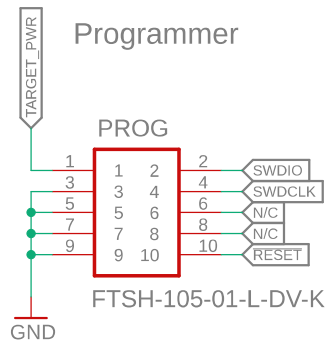 TARGET_PWR
Programmer
PROG
1 1 2 2 SWDIO
3 3 4 4 SWDCLK
5 5 6 6 N/C
7 7 8 8 N/C
9 9 10 10 RESET
FTSH-105-01-L-DV-K
GND